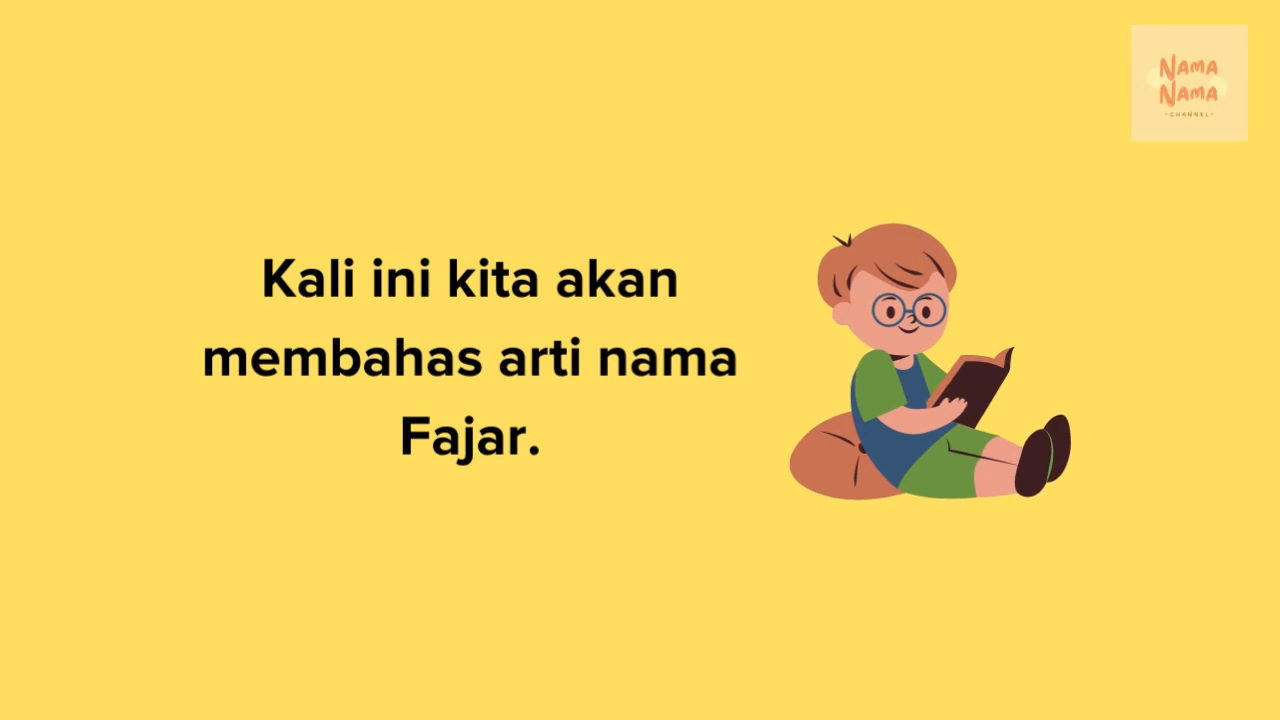 NAMA
NAMA
-CHANNEL-
Kali ini kita akan
membahas arti nama
Fajar.